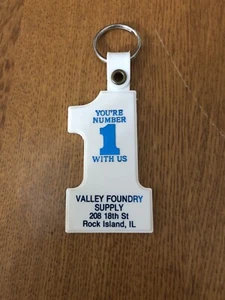 YOU'RE
NUMBER
1
WITH US
VALLEY FOUNDRY
SUPPLY
208 18th St
Rock Island, IL